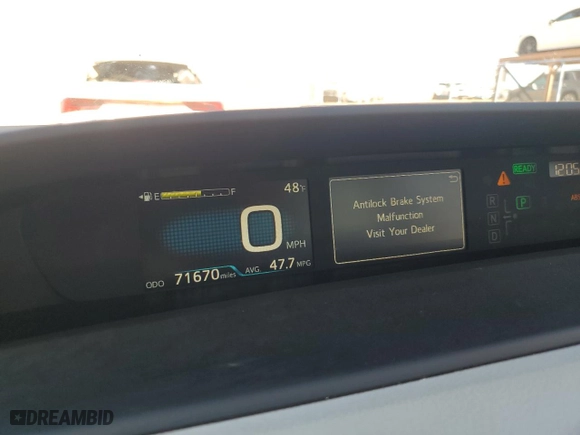 E F
48°F
0 MPH
ODO 71670 miles AVG. 47.7 MPG
Antilock Brake System
Malfunction
Visit Your Dealer
READY
R
N P
D
DREAMBID